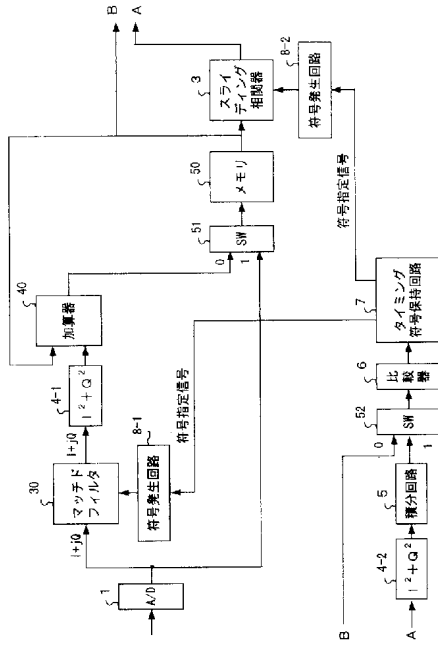 1
A/D
I+jQ
30
マッチド
フィルタ
I+jQ
4-1
I²+Q²
40
加算器
8-1
符号発生回路
符号指定信号
0
1
51
SW
50
メモリ
3
スライ
ディング
相関器
B
A
8-2
符号発生回路
符号指定信号
B
A
4-2
I²+Q²
5
積分回路
0
1
52
SW
6
比較
器
7
タイミング
符号保持回路